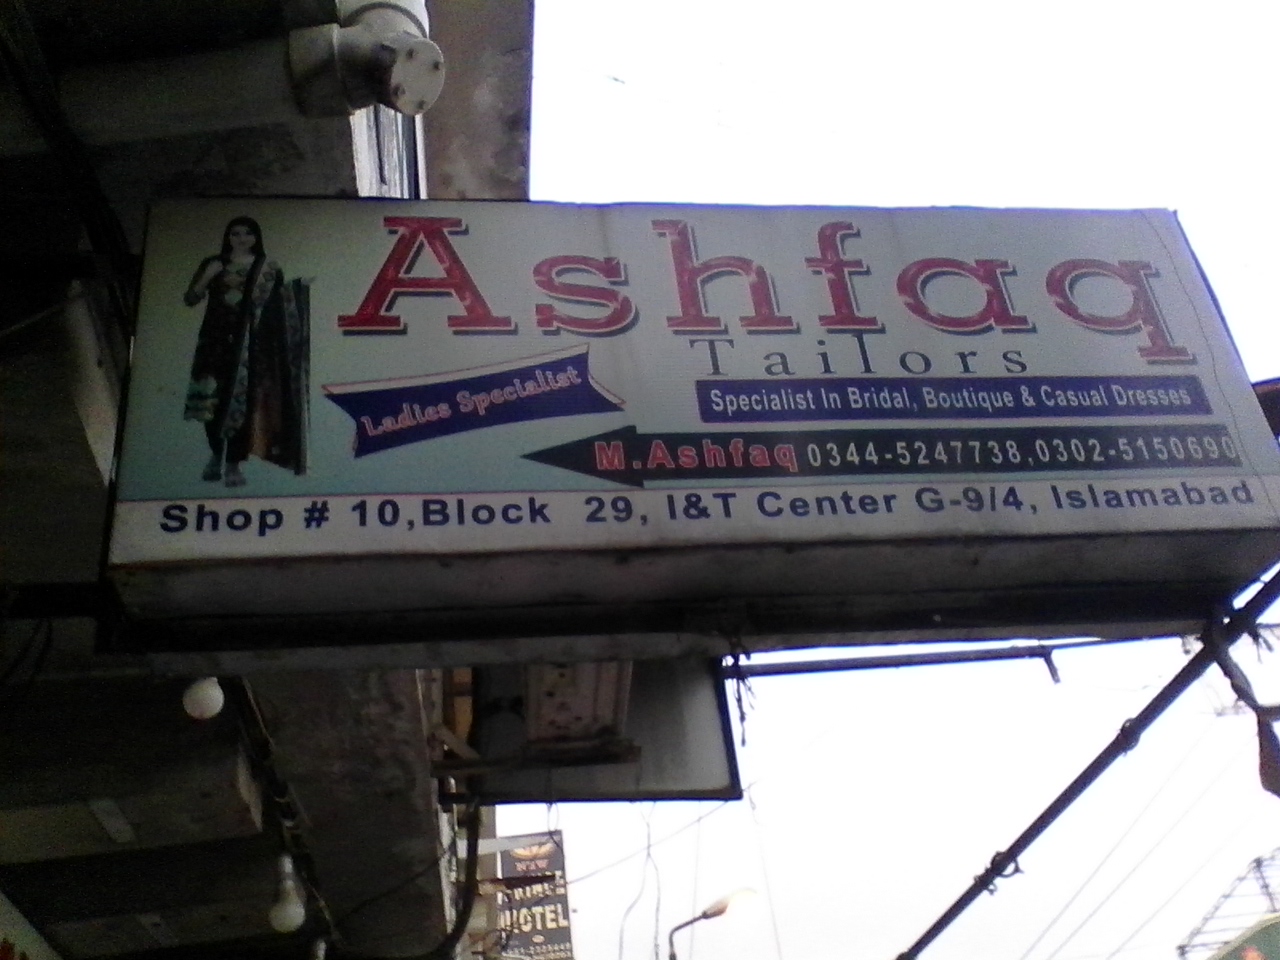 Ashfaq
Tailors
Ladies Specialist
Specialist In Bridal, Boutique & Casual Dresses
M.Ashfaq 0344-5247738,0302-5150690
Shop # 10,Block 29, I&T Center G-9/4, Islamabad
HOTEL